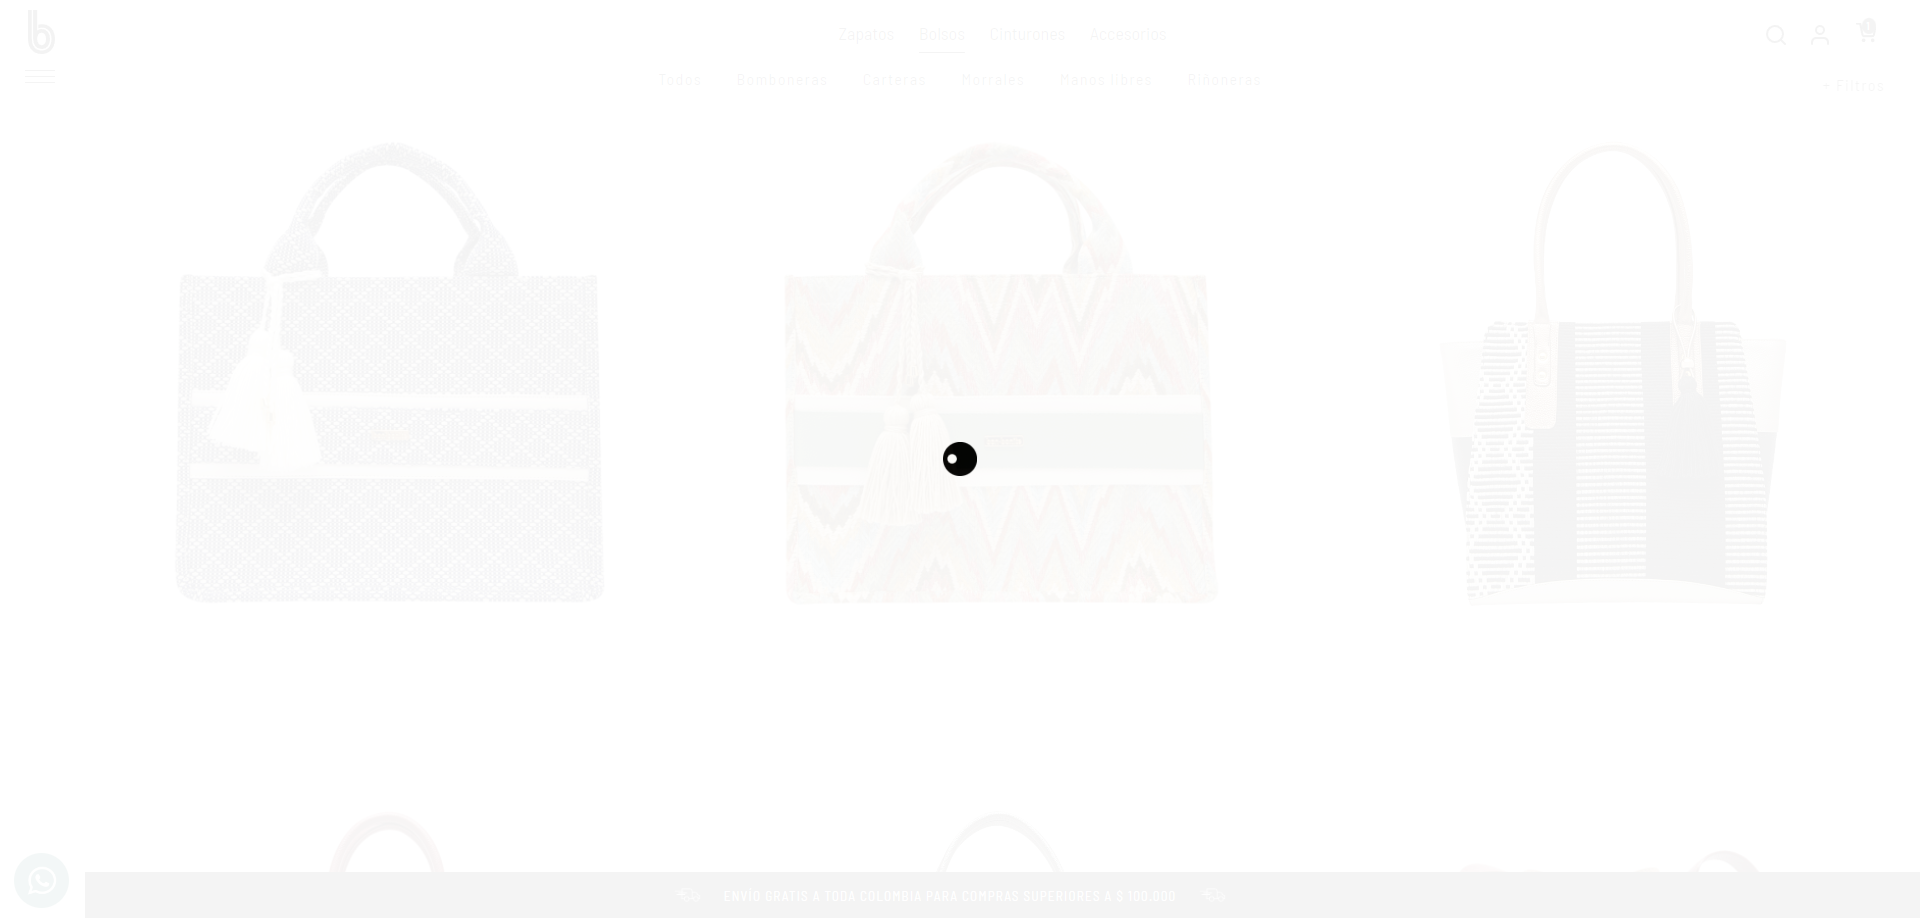 b
Zapatos Bolsos Cinturones Accesorios
Todos Bomboneras Carteras Morrales Manos libres Riñoneras
+ Filtros
ENVÍO GRATIS A TODA COLOMBIA PARA COMPRAS SUPERIORES A $ 100.000